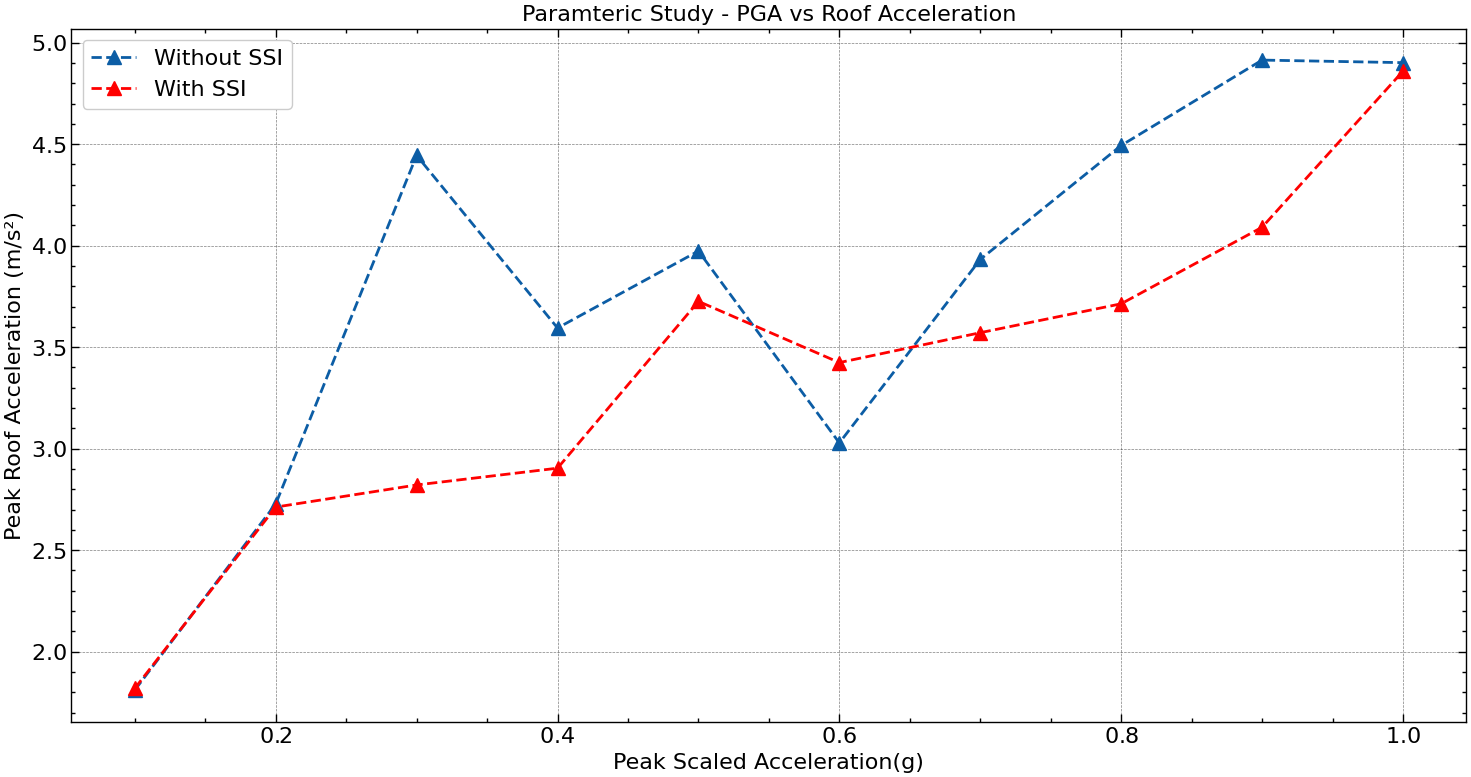 Paramteric Study - PGA vs Roof Acceleration
Without SSI
With SSI
Peak Roof Acceleration (m/s²)
5.0
4.5
4.0
3.5
3.0
2.5
2.0
0.2
0.4
0.6
0.8
1.0
Peak Scaled Acceleration(g)